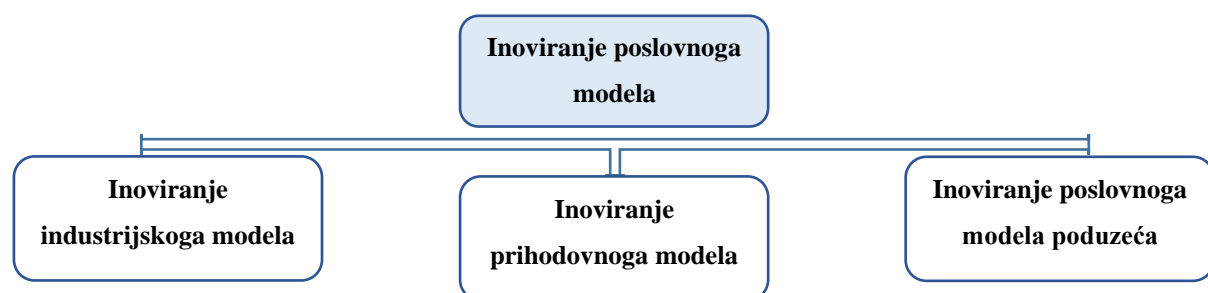 Inoviranje poslovnoga
modela
Inoviranje
industrijskoga modela
Inoviranje
prihodovnoga modela
Inoviranje poslovnoga
modela poduzeća